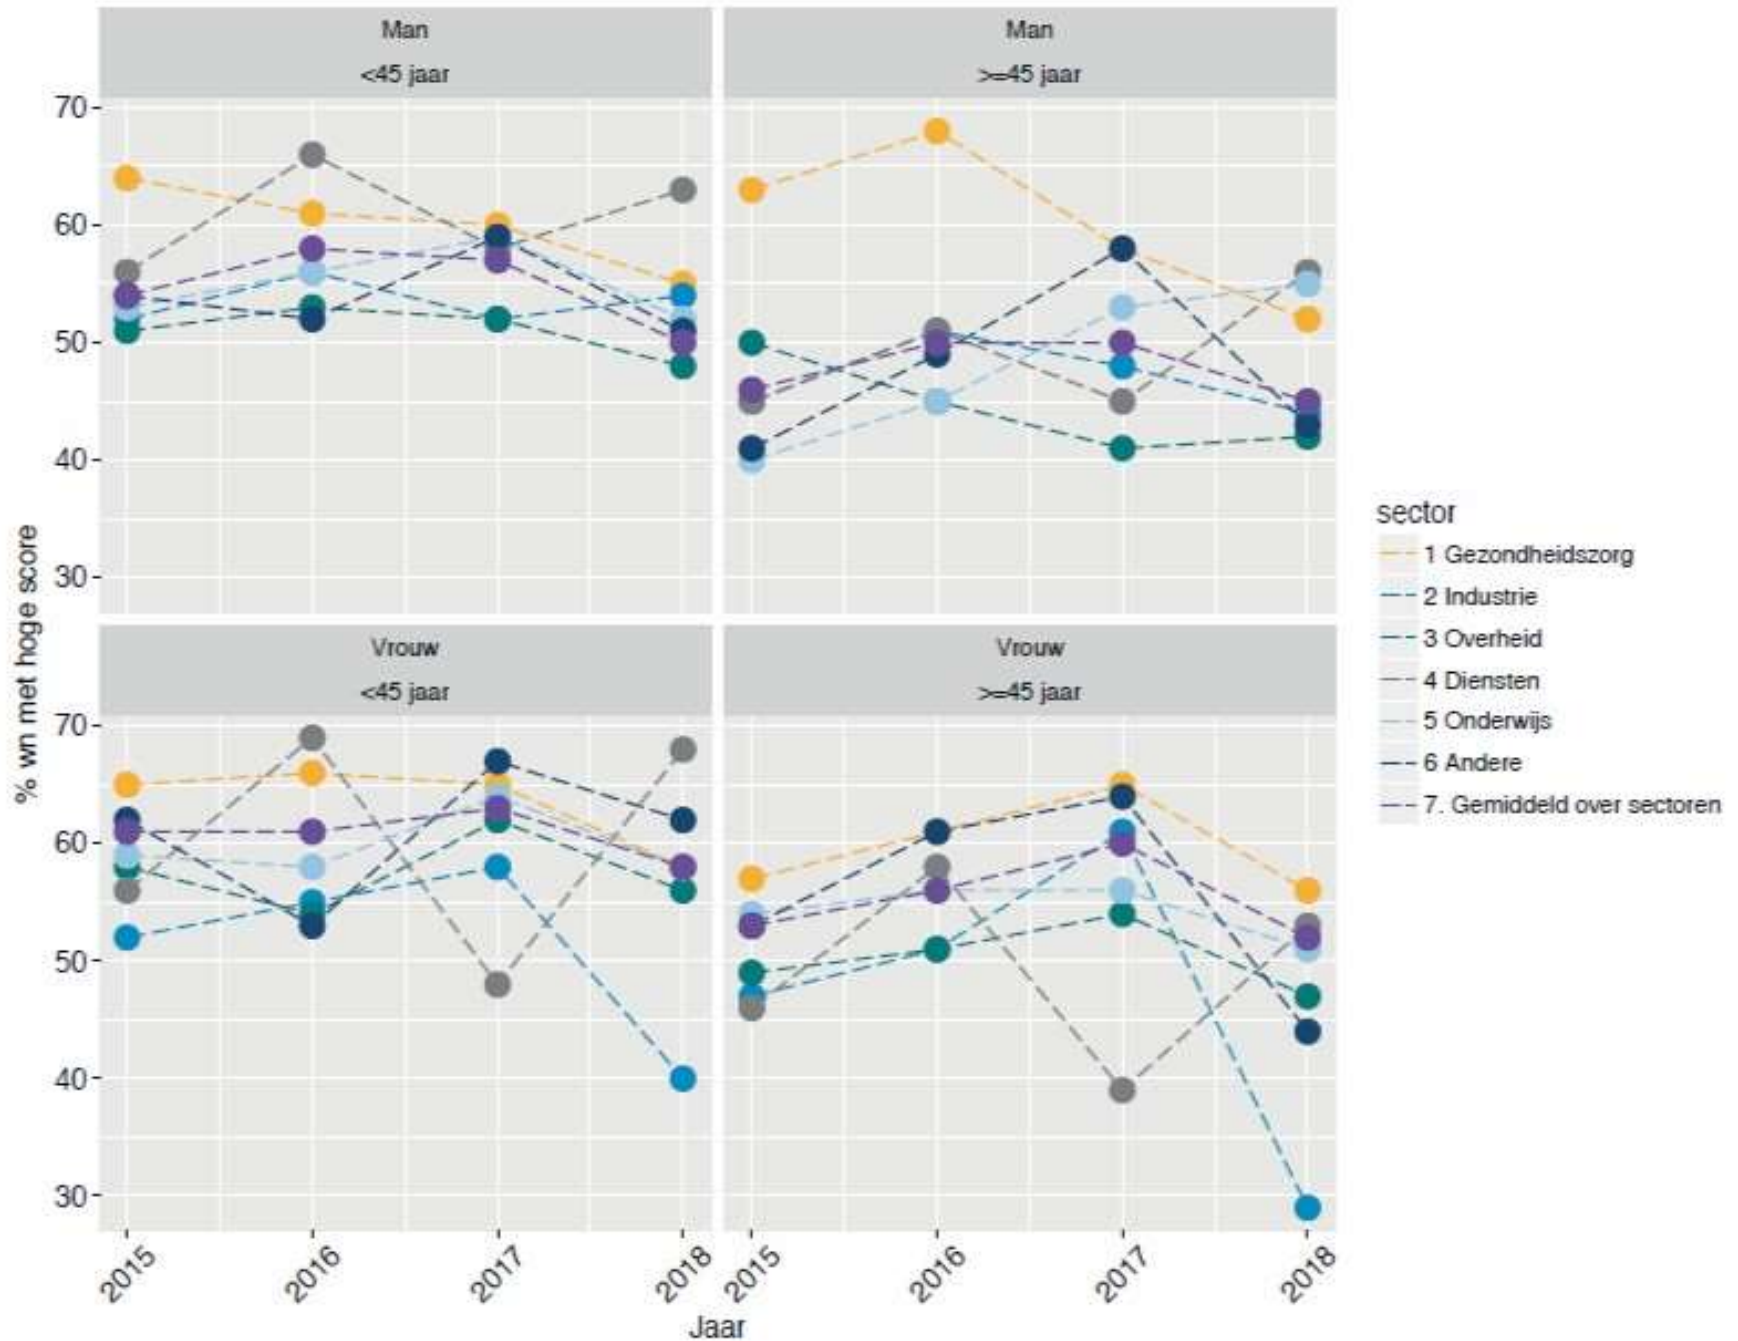 Man
<45 jaar
Man
>=45 jaar
70
60
50
40
30
% wn met hoge score
Vrouw
<45 jaar
Vrouw
>=45 jaar
70
60
50
40
30
2015
2016
2017
2018
2015
2016
2017
2018
Jaar
sector
1 Gezondheidszorg
2 Industrie
3 Overheid
4 Diensten
5 Onderwijs
6 Andere
7. Gemiddeld over sectoren